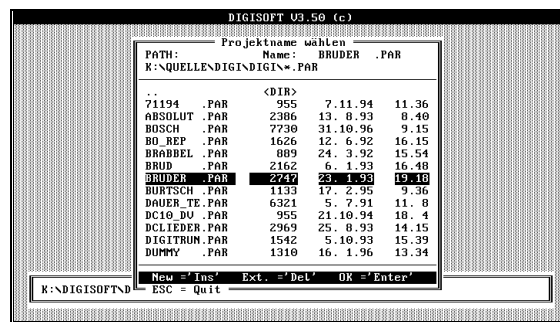 DIGISOFT V3.50 (c)
Projektname wählen
PATH: Name: BRUDER .PAR
K:\QUELLE\DIGI\DIGI\*.PAR
.. <DIR>
71194 .PAR 955 7.11.94 11.36
ABSOLUT .PAR 2386 13. 8.93 8.40
BOSCH .PAR 7730 31.10.96 9.15
BO_REP .PAR 1626 12. 6.92 16.15
BRABBEL .PAR 889 24. 3.92 15.54
BRUD .PAR 2162 6. 1.93 16.48
BRUDER .PAR 2747 23. 1.93 19.18
BURTSCH .PAR 1133 17. 2.95 9.36
DAUER_TE.PAR 6321 5. 7.91 11. 8
DC10_DV .PAR 955 21.10.94 18. 4
DCLIEDER.PAR 2969 25. 8.93 14.15
DIGITRUN.PAR 1542 5.10.93 15.39
DUMMY .PAR 1310 16. 1.96 13.34
New ='Ins' Ext. ='Del' OK ='Enter'
K:\DIGISOFT\D ESC = Quit